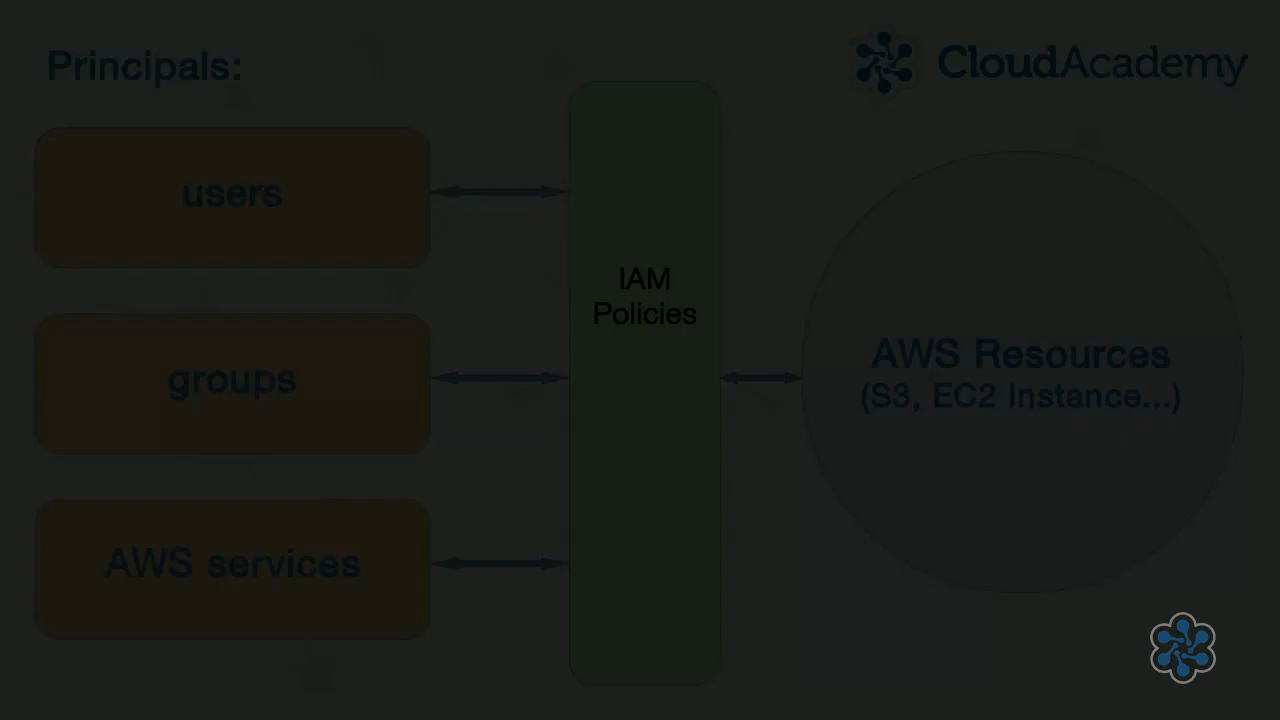 Principals:
CloudAcademy
users
groups
AWS services
IAM
Policies
AWS Resources
(S3, EC2 Instance...)